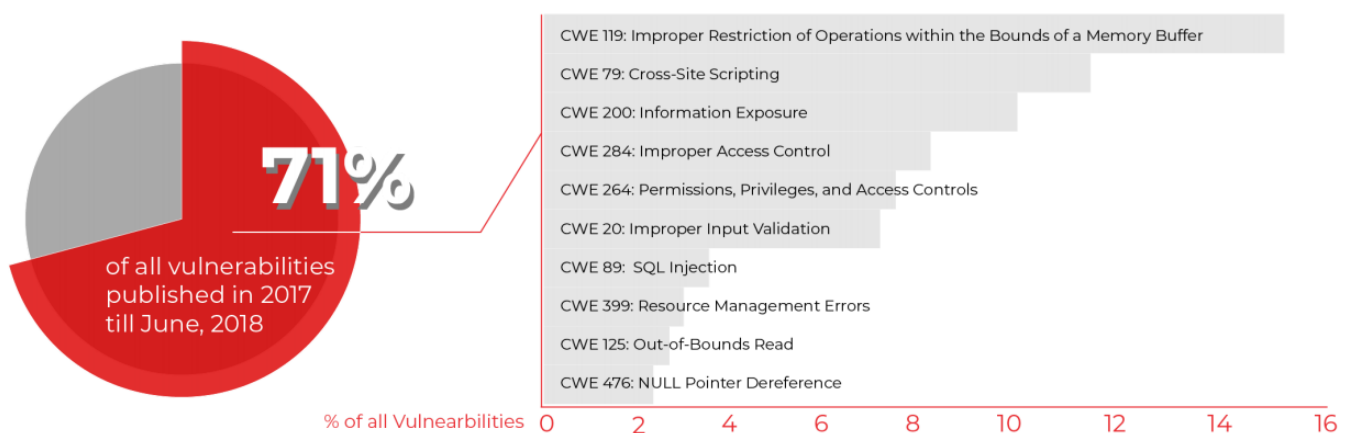 71%
of all vulnerabilities
published in 2017
till June, 2018
CWE 119: Improper Restriction of Operations within the Bounds of a Memory Buffer
CWE 79: Cross-Site Scripting
CWE 200: Information Exposure
CWE 284: Improper Access Control
CWE 264: Permissions, Privileges, and Access Controls
CWE 20: Improper Input Validation
CWE 89: SQL Injection
CWE 399: Resource Management Errors
CWE 125: Out-of-Bounds Read
CWE 476: NULL Pointer Dereference
% of all Vulnearbilities 0 2 4 6 8 10 12 14 16